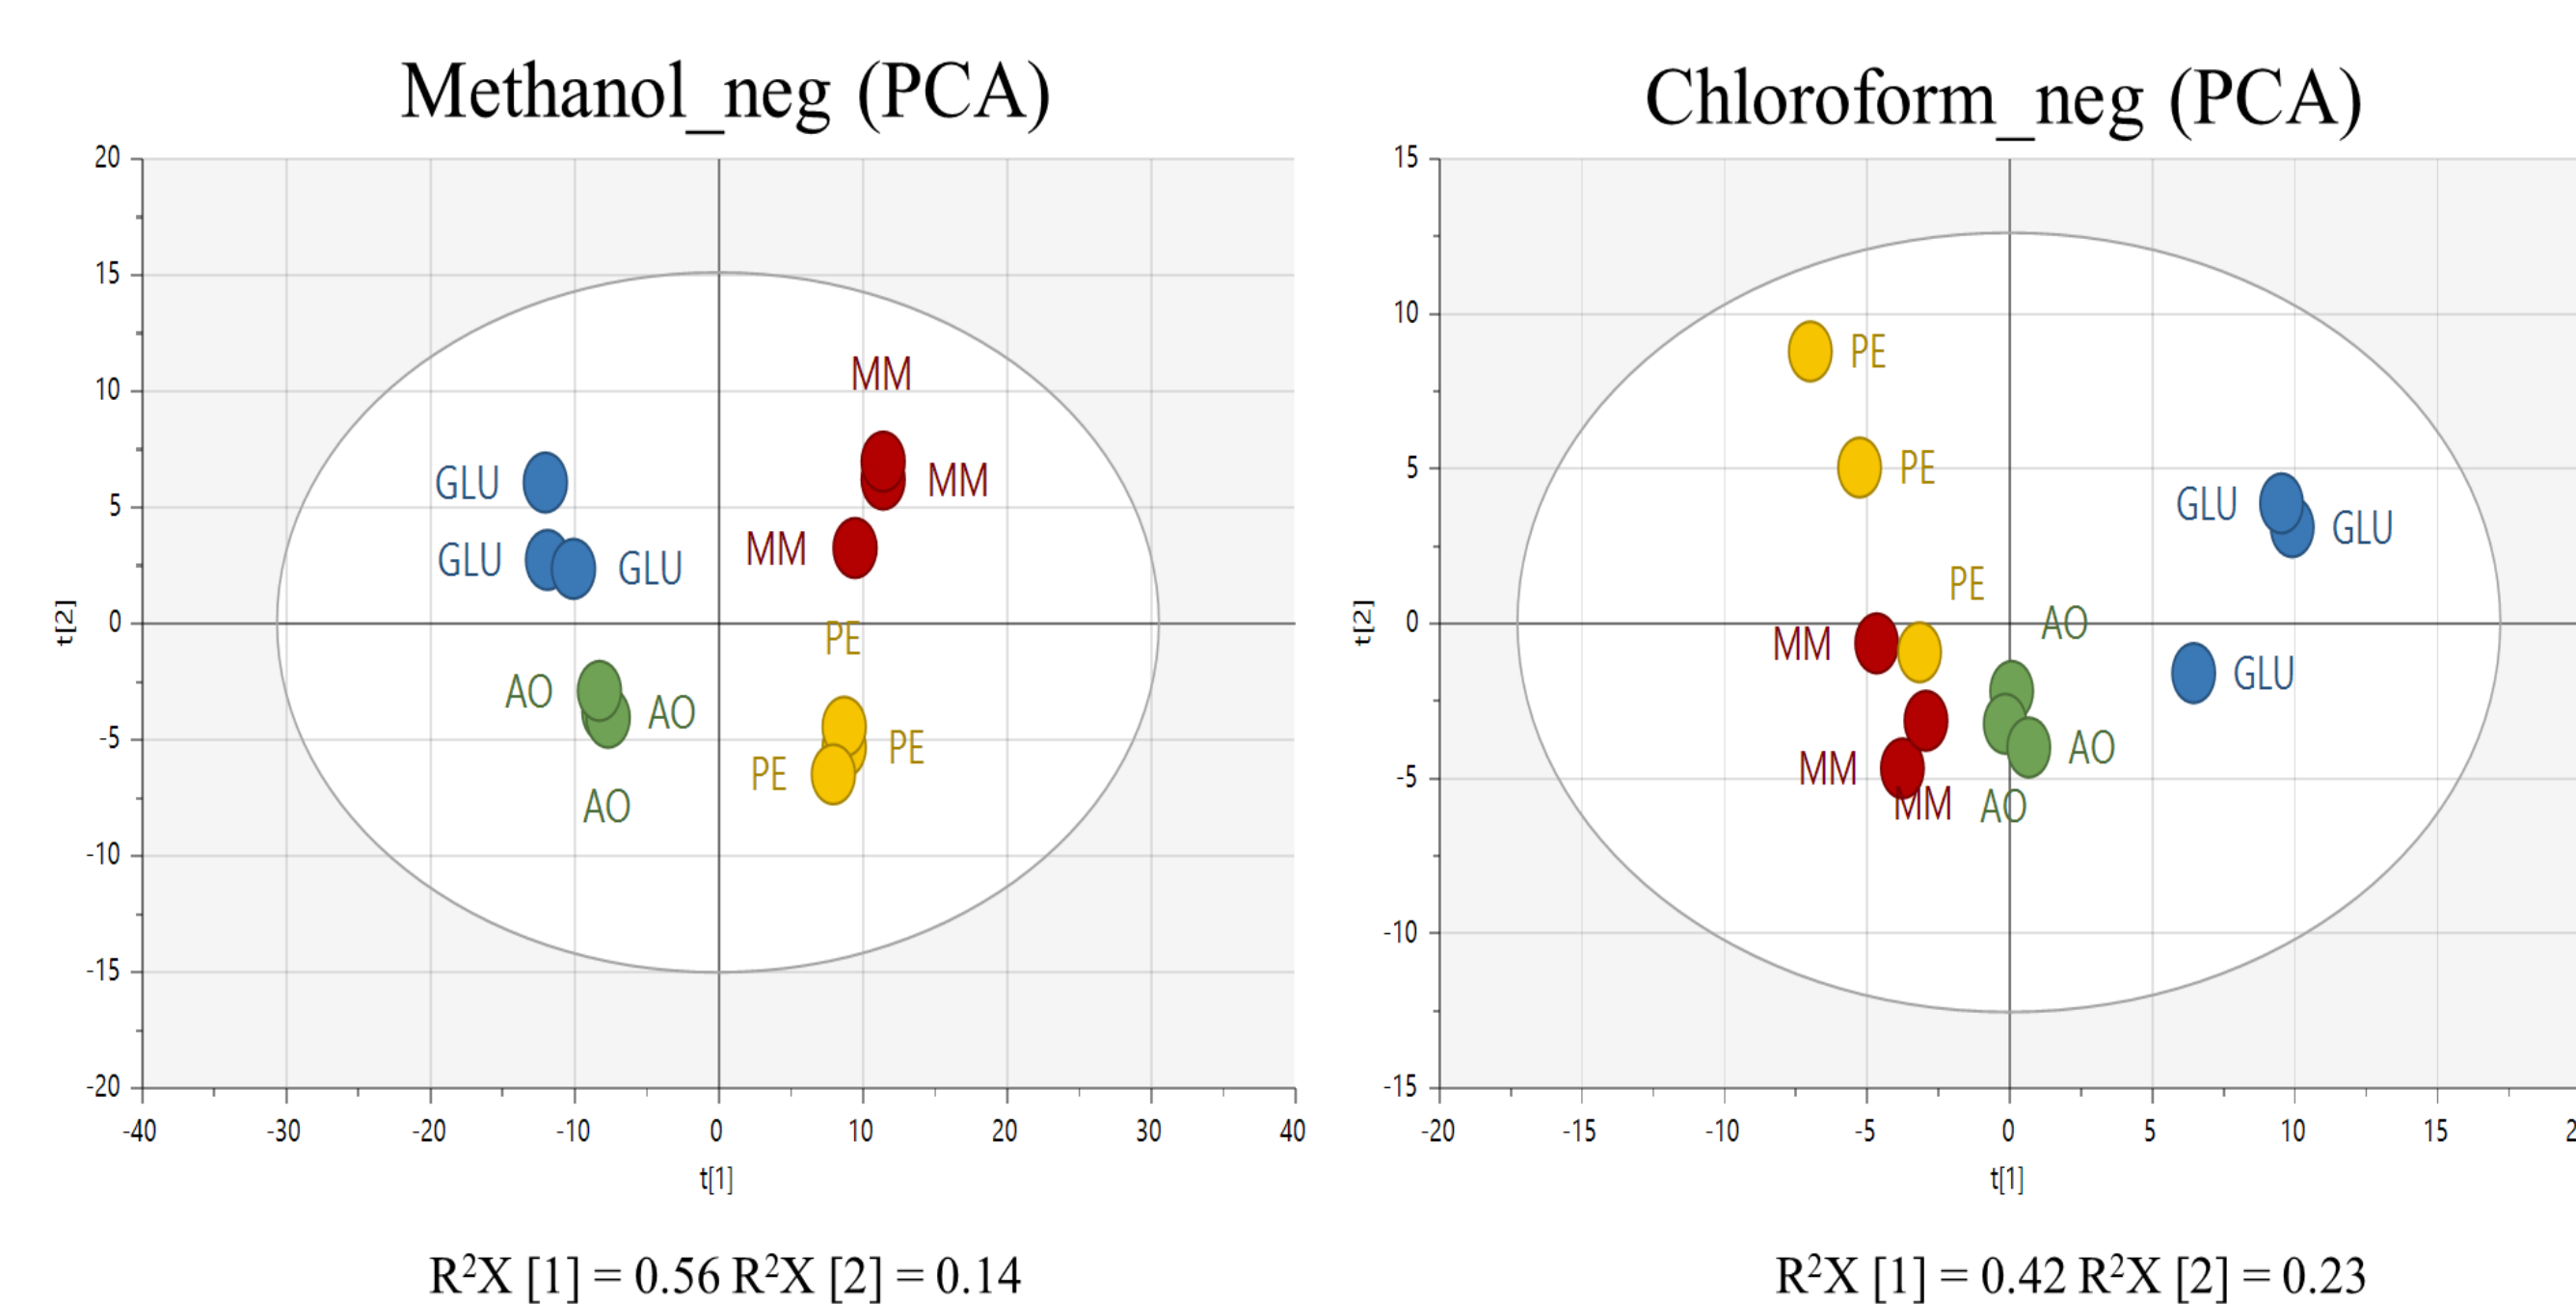 Methanol_neg (PCA)
20
15
10
5
0
-5
-10
-15
-20
t[2]
MM
MM
MM
GLU
GLU
GLU
PE
PE
PE
AO
AO
AO
-40
-30
-20
-10
0
10
20
30
40
t[1]
R²X [1] = 0.56 R²X [2] = 0.14
Chloroform_neg (PCA)
15
10
5
0
-5
-10
-15
t[2]
PE
PE
PE
GLU
GLU
GLU
AO
AO
AO
MM
MM
MM
-20
-15
-10
-5
0
5
10
15
t[1]
R²X [1] = 0.42 R²X [2] = 0.23